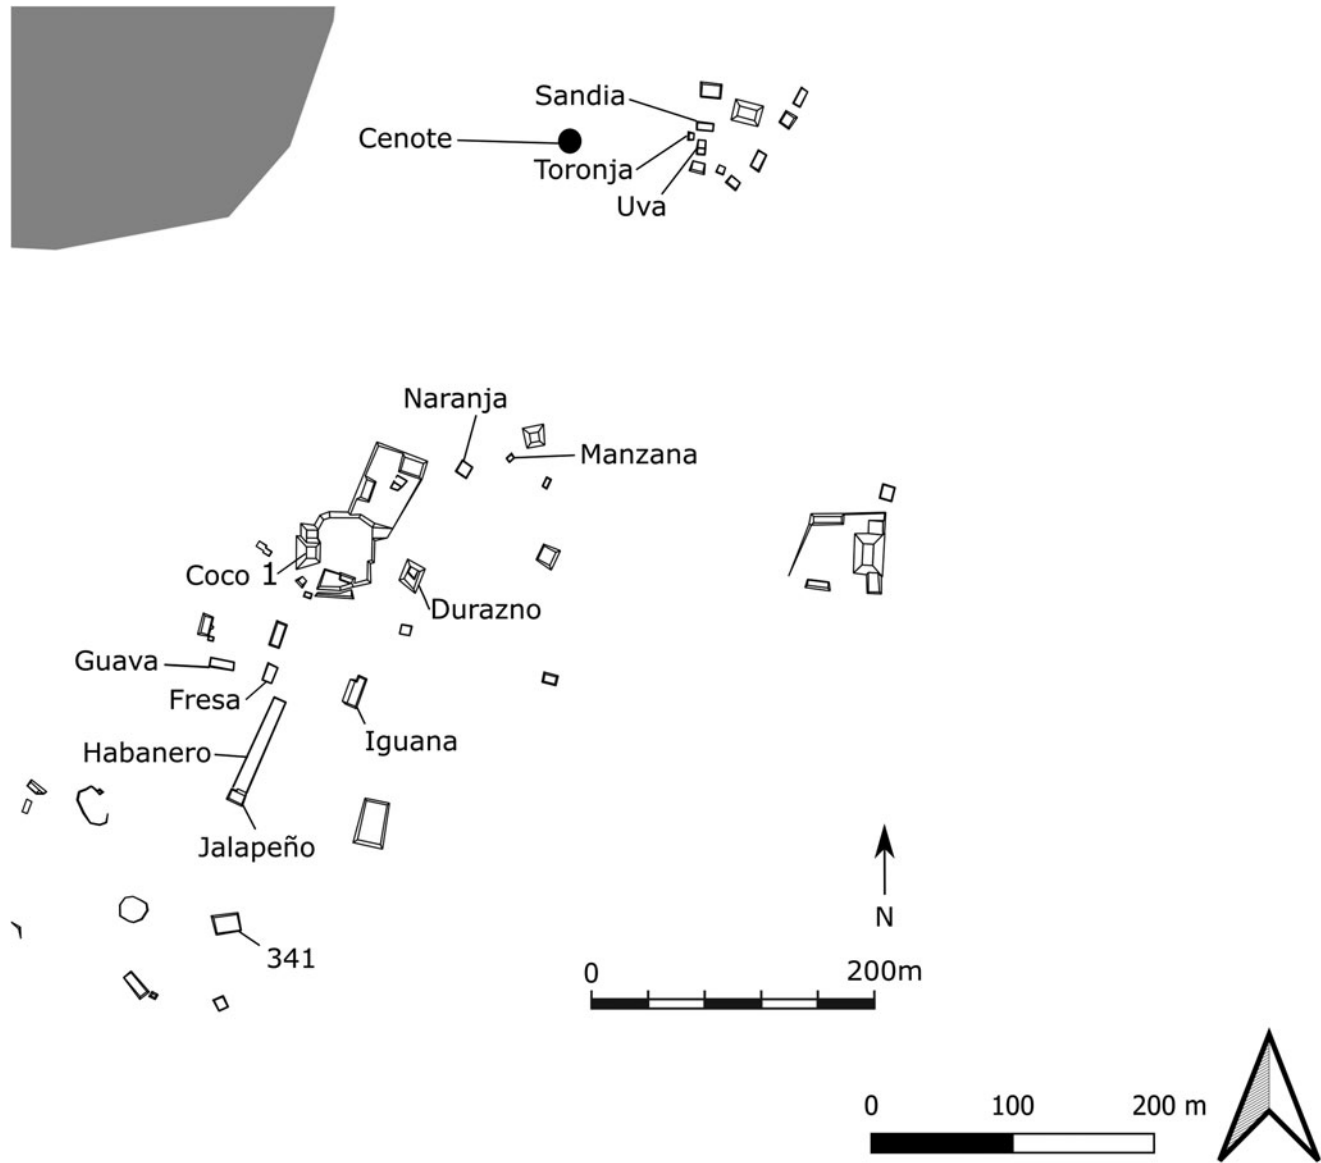 Sandia
Cenote
Toronja
Uva
Naranja
Manzana
Coco 1
Durazno
Guava
Fresa
Iguana
Habanero
Jalapeño
N
341
0 200m
0 100 200 m